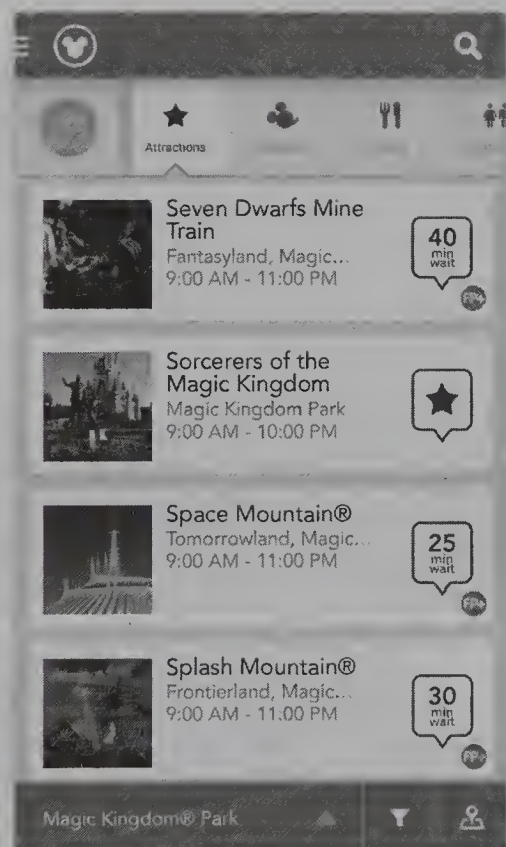 Attractions
Seven Dwarfs Mine
Train
Fantasyland, Magic...
9:00 AM - 11:00 PM
40
min
wait
FP+
Sorcerers of the
Magic Kingdom
Magic Kingdom Park
9:00 AM - 10:00 PM
Space Mountain®
Tomorrowland, Magic...
9:00 AM - 11:00 PM
25
min
wait
FP+
Splash Mountain®
Frontierland, Magic...
9:00 AM - 11:00 PM
30
min
wait
FP+
Magic Kingdom® Park